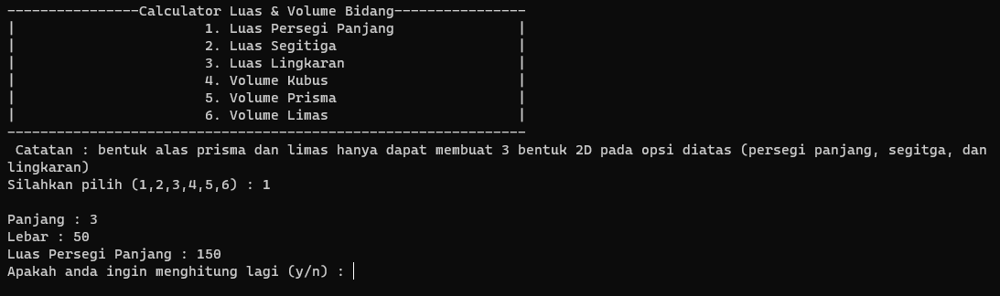 ----------------Calculator Luas & Volume Bidang----------------
|                       1. Luas Persegi Panjang               |
|                       2. Luas Segitiga                      |
|                       3. Luas Lingkaran                     |
|                       4. Volume Kubus                       |
|                       5. Volume Prisma                      |
|                       6. Volume Limas                       |
---------------------------------------------------------------
Catatan : bentuk alas prisma dan limas hanya dapat membuat 3 bentuk 2D pada opsi diatas (persegi panjang, segitga, dan
lingkaran)
Silahkan pilih (1,2,3,4,5,6) : 1
Panjang : 3
Lebar : 50
Luas Persegi Panjang : 150
Apakah anda ingin menghitung lagi (y/n) :